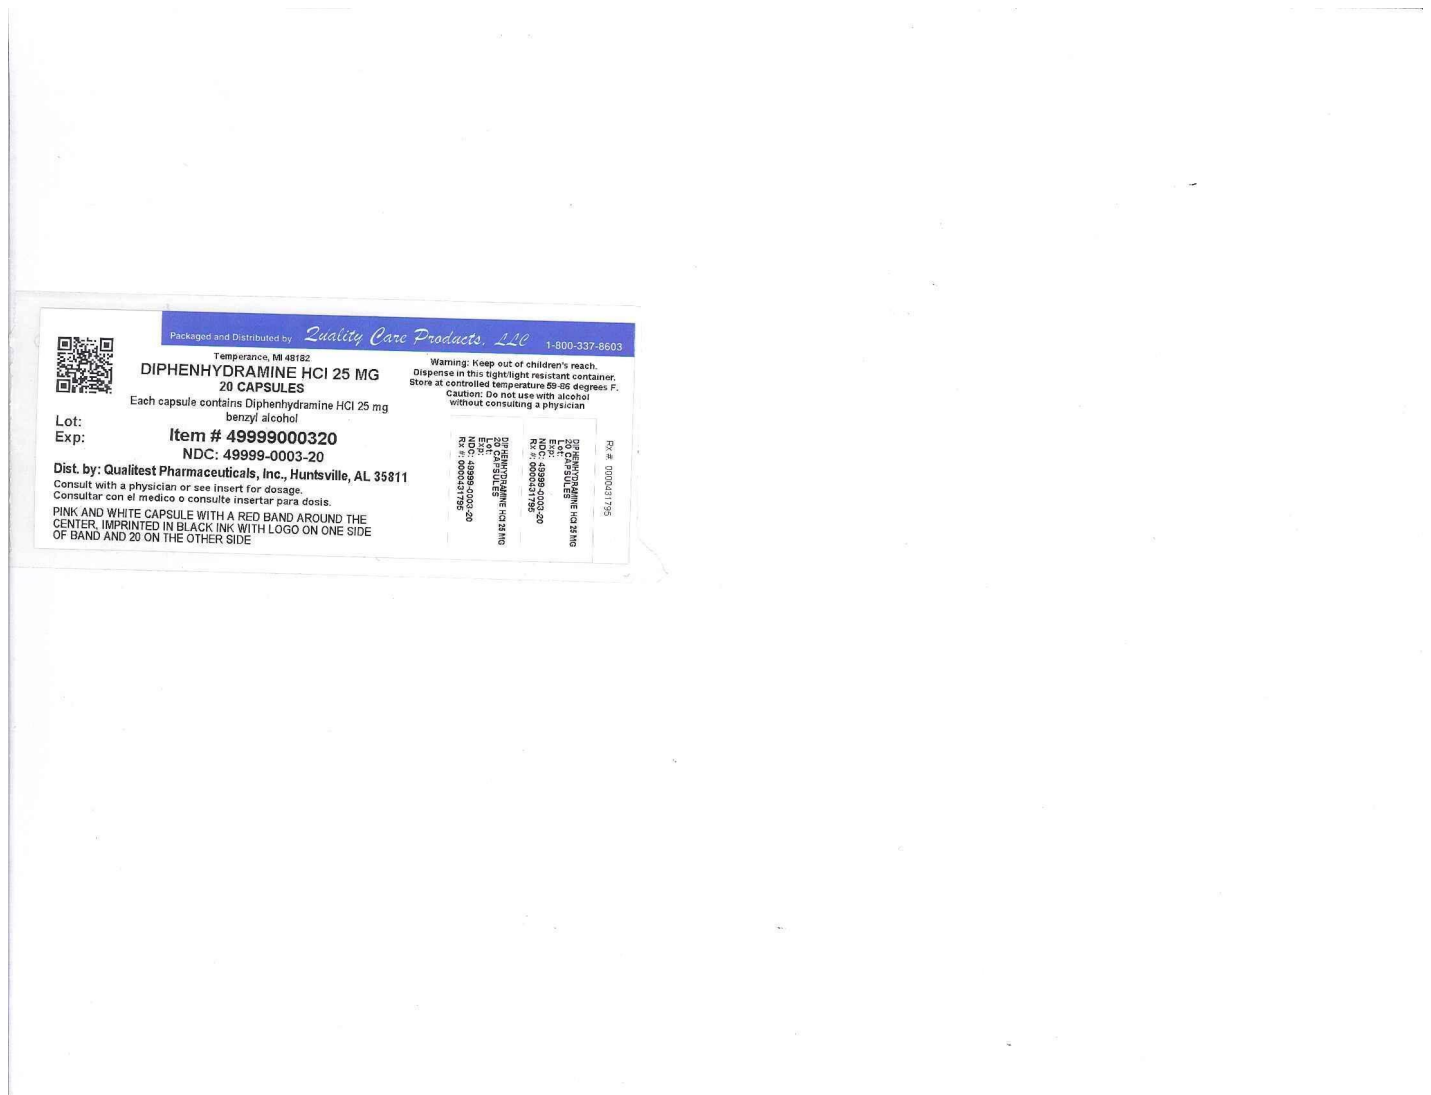 Packaged and Distributed by Quality Care Products, LLC 1-800-337-8603
Temperance, MI 48182
DIPHENHYDRAMINE HCl 25 MG
20 CAPSULES
Each capsule contains Diphenhydramine HCl 25 mg
benzyl alcohol
Lot:
Exp:
Item # 49999000320
NDC: 49999-0003-20
Dist. by: Qualitest Pharmaceuticals, Inc., Huntsville, AL 35811
Consult with a physician or see insert for dosage.
Consultar con el medico o consulte insertar para dosis.
PINK AND WHITE CAPSULE WITH A RED BAND AROUND THE
CENTER, IMPRINTED IN BLACK INK WITH LOGO ON ONE SIDE
OF BAND AND 20 ON THE OTHER SIDE
Warning: Keep out of children's reach.
Dispense in this tight/light resistant container.
Store at controlled temperature 59-86 degrees F.
Caution: Do not use with alcohol
without consulting a physician
DIPHENHYDRAMINE HCl 25 MG
20 CAPSULES
Lot:
Exp:
NDC: 49999-0003-20
Rx #: 0000431795
DIPHENHYDRAMINE HCl 25 MG
20 CAPSULES
Lot:
Exp:
NDC: 49999-0003-20
Rx #: 0000431795
Rx #: 0000431795